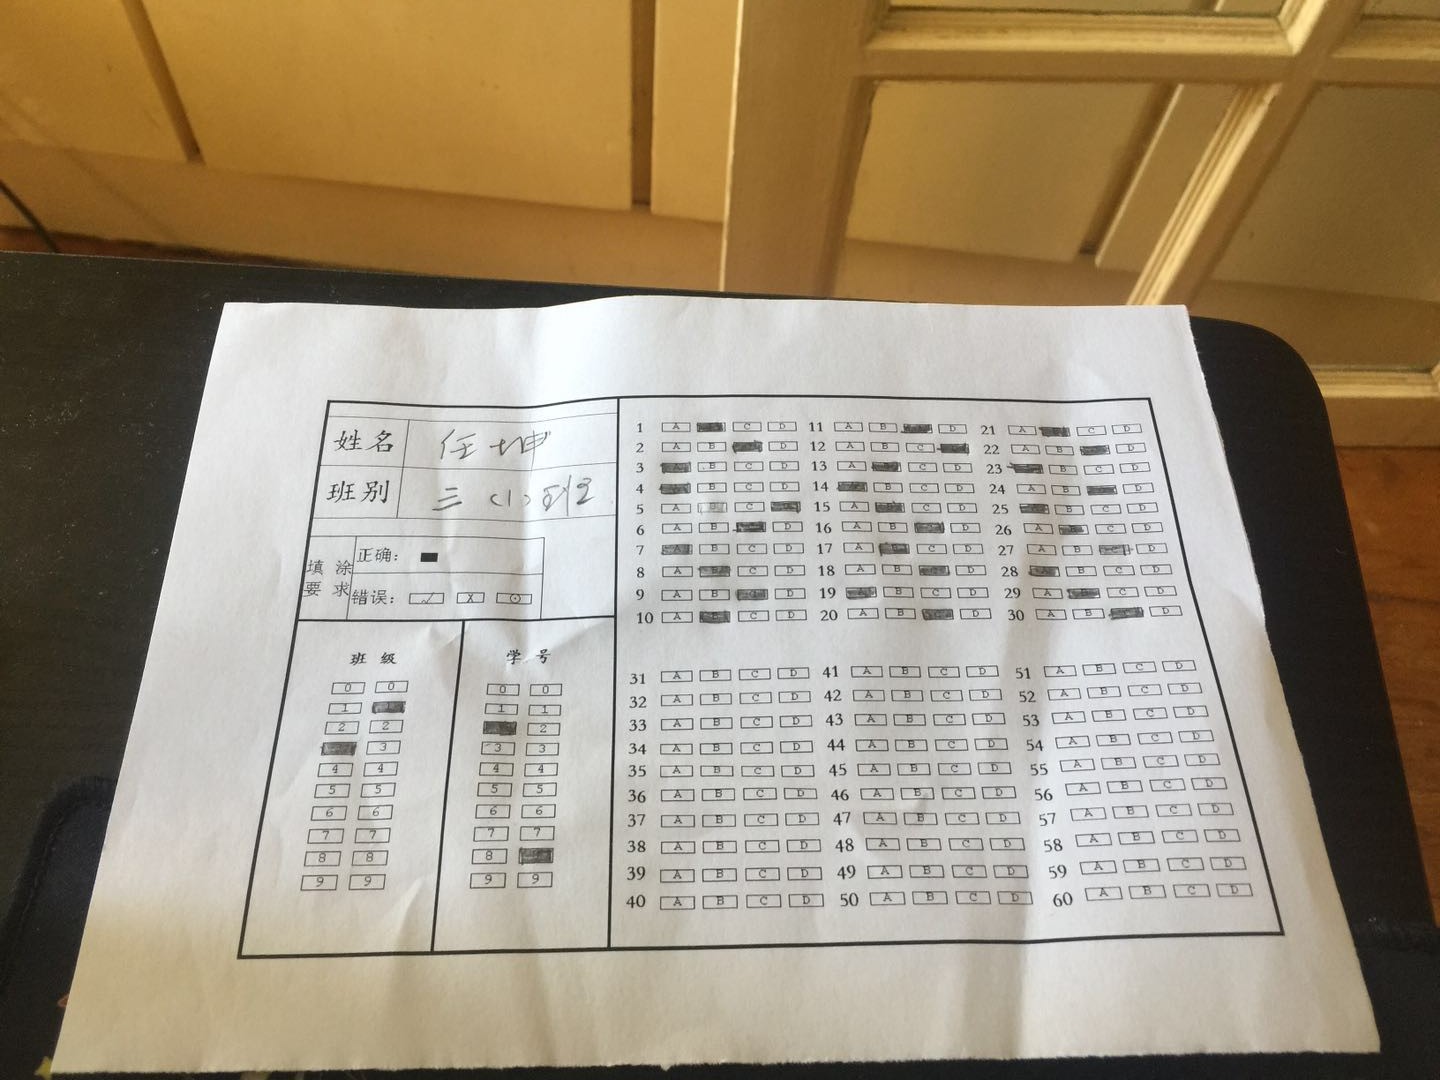 姓名 任坤
班别 三（1）班
填涂要求
正确：
错误： √ X ⊙
班级 学号
0 0 0 0
1 1 1
2 2 2
3 3 3
4 4 4 4
5 5 5 5
6 6 6 6
7 7 7 7
8 8 8
9 9 9 9
1 A C D 11 A B D 21 A C D
2 A B D 12 A B C 22 A B D
3 B C D 13 A C D 23 B C D
4 B C D 14 B C D 24 A B D
5 A B C 15 A C D 25 B C D
6 A B D 16 A B D 26 A C D
7 A B C D 17 A C D 27 A B C D
8 A C D 18 A B D 28 B C D
9 A B D 19 B C D 29 A C D
10 A C D 20 A B D 30 A B D
31 A B C D 41 A B C D 51 A B C D
32 A B C D 42 A B C D 52 A B C D
33 A B C D 43 A B C D 53 A B C D
34 A B C D 44 A B C D 54 A B C D
35 A B C D 45 A B C D 55 A B C D
36 A B C D 46 A B C D 56 A B C D
37 A B C D 47 A B C D 57 A B C D
38 A B C D 48 A B C D 58 A B C D
39 A B C D 49 A B C D 59 A B C D
40 A B C D 50 A B C D 60 A B C D